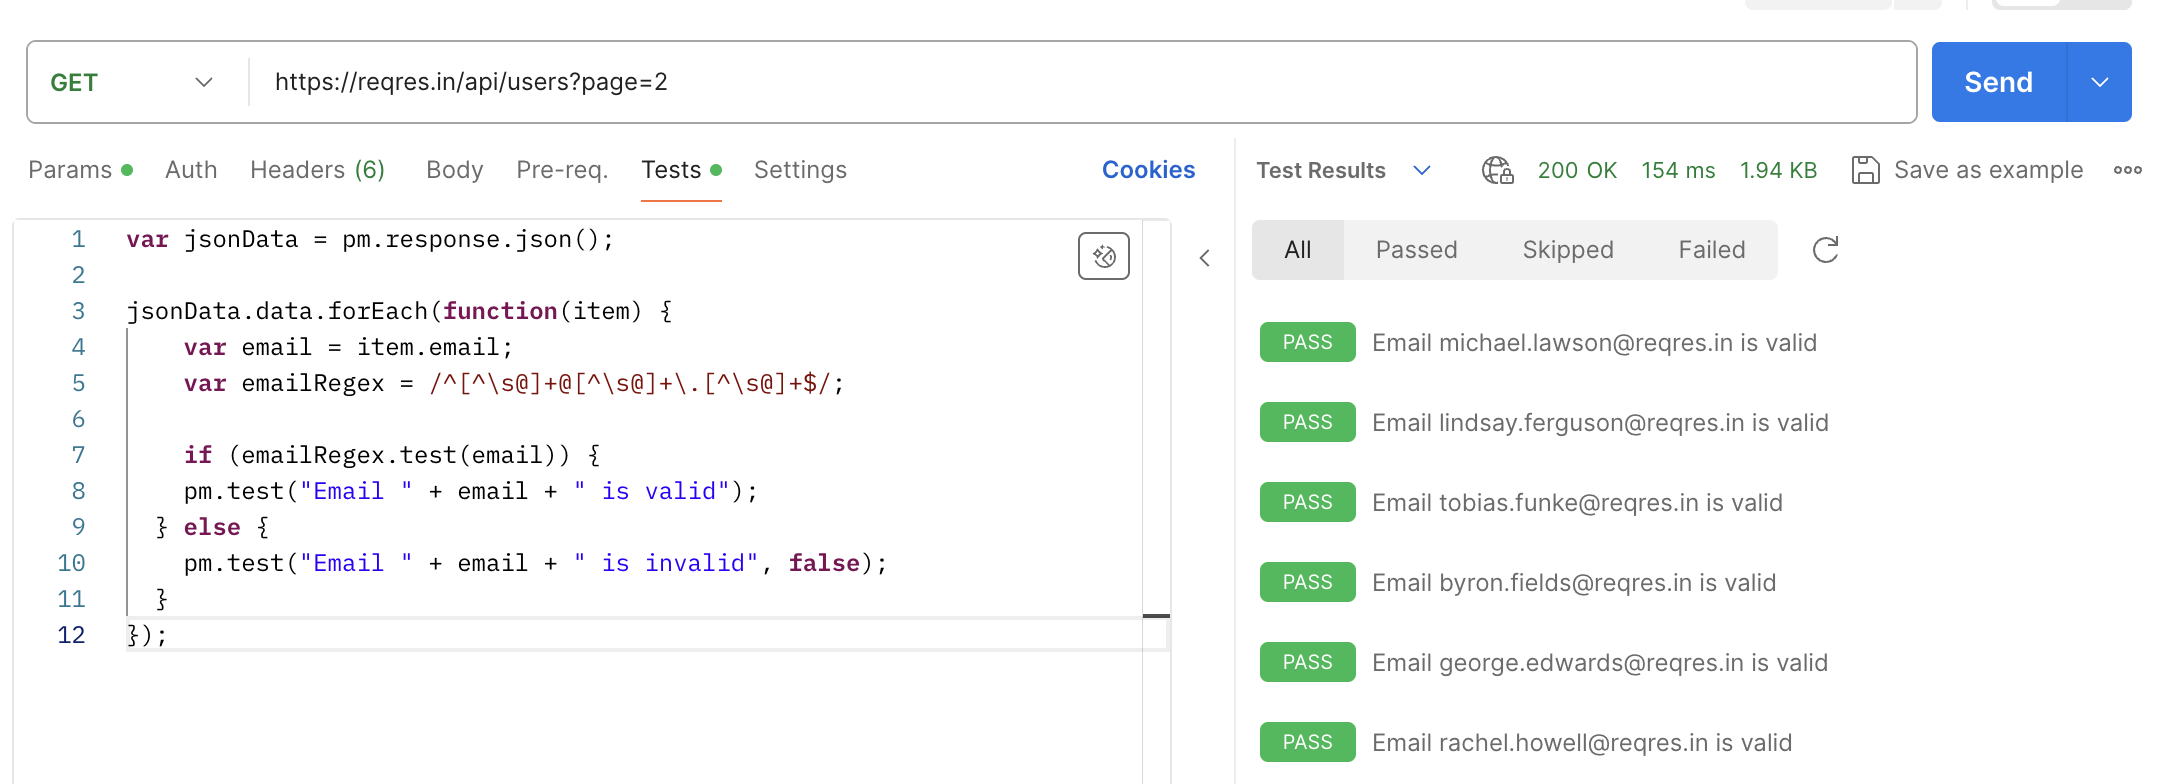 GET https://reqres.in/api/users?page=2 Send
Params Auth Headers (6) Body Pre-req. Tests Settings Cookies
1 var jsonData = pm.response.json();
2
3 jsonData.data.forEach(function(item) {
4 var email = item.email;
5 var emailRegex = /^[^\s@]+@[^\s@]+\.[^\s@]+$/;
6
7 if (emailRegex.test(email)) {
8 pm.test("Email " + email + " is valid");
9 } else {
10 pm.test("Email " + email + " is invalid", false);
11 }
12 });
Test Results 200 OK 154 ms 1.94 KB Save as example
All Passed Skipped Failed
PASS Email michael.lawson@reqres.in is valid
PASS Email lindsay.ferguson@reqres.in is valid
PASS Email tobias.funke@reqres.in is valid
PASS Email byron.fields@reqres.in is valid
PASS Email george.edwards@reqres.in is valid
PASS Email rachel.howell@reqres.in is valid